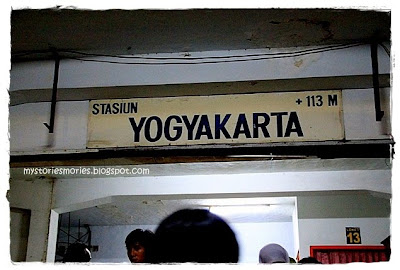 STASIUN + 113 M
YOGYAKARTA
mystoriesmories.blogspot.com
13